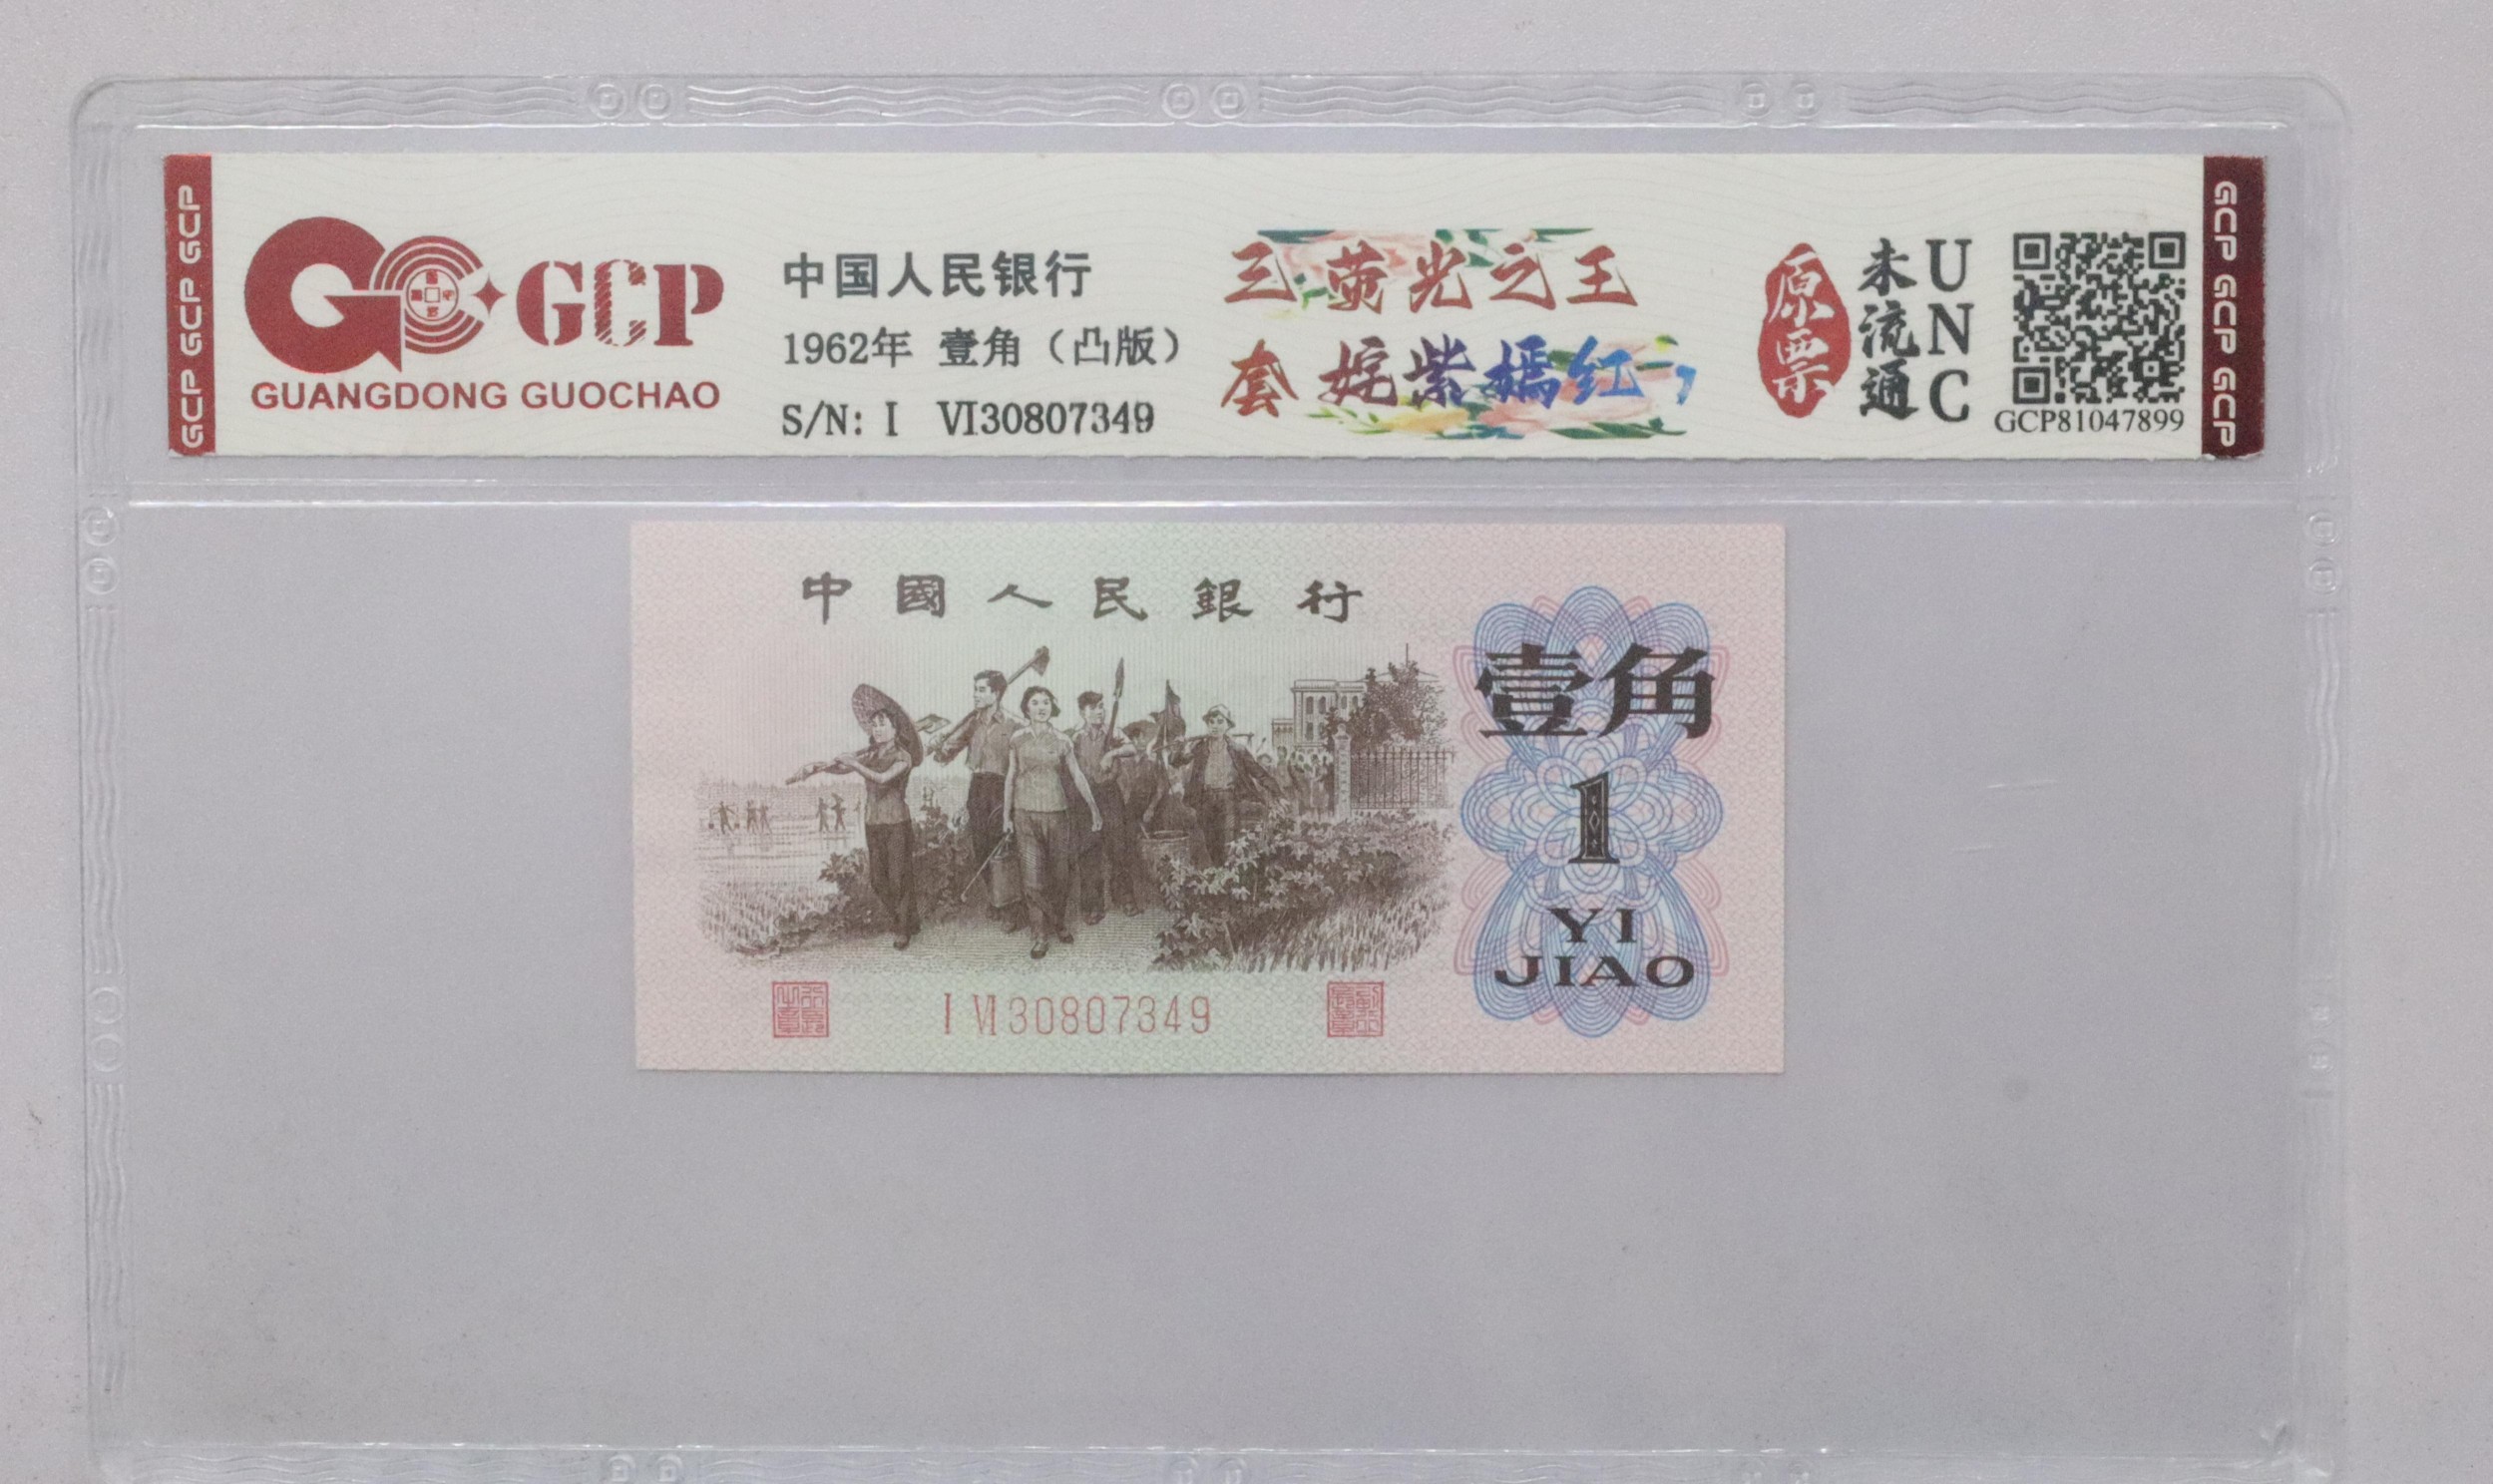 GCP GCP GCP
GCP
GUANGDONG GUOCHAO
中国人民银行
1962年 壹角（凸版）
S/N: I VI30807349
三荧光之王
套 姹紫嫣红
原票
未流通
UNC
GCP81047899
GCP GCP GCP
中國人民銀行
壹角
1
YI
JIAO
I VI 30807349